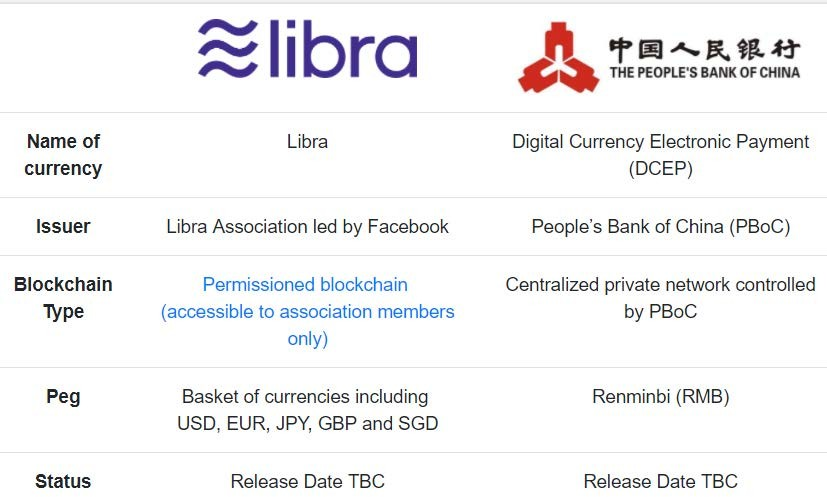 libra
中国人民银行
THE PEOPLE'S BANK OF CHINA
Name of
currency
Libra
Digital Currency Electronic Payment
(DCEP)
Issuer
Libra Association led by Facebook
People’s Bank of China (PBoC)
Blockchain
Type
Permissioned blockchain
(accessible to association members
only)
Centralized private network controlled
by PBoC
Peg
Basket of currencies including
USD, EUR, JPY, GBP and SGD
Renminbi (RMB)
Status
Release Date TBC
Release Date TBC